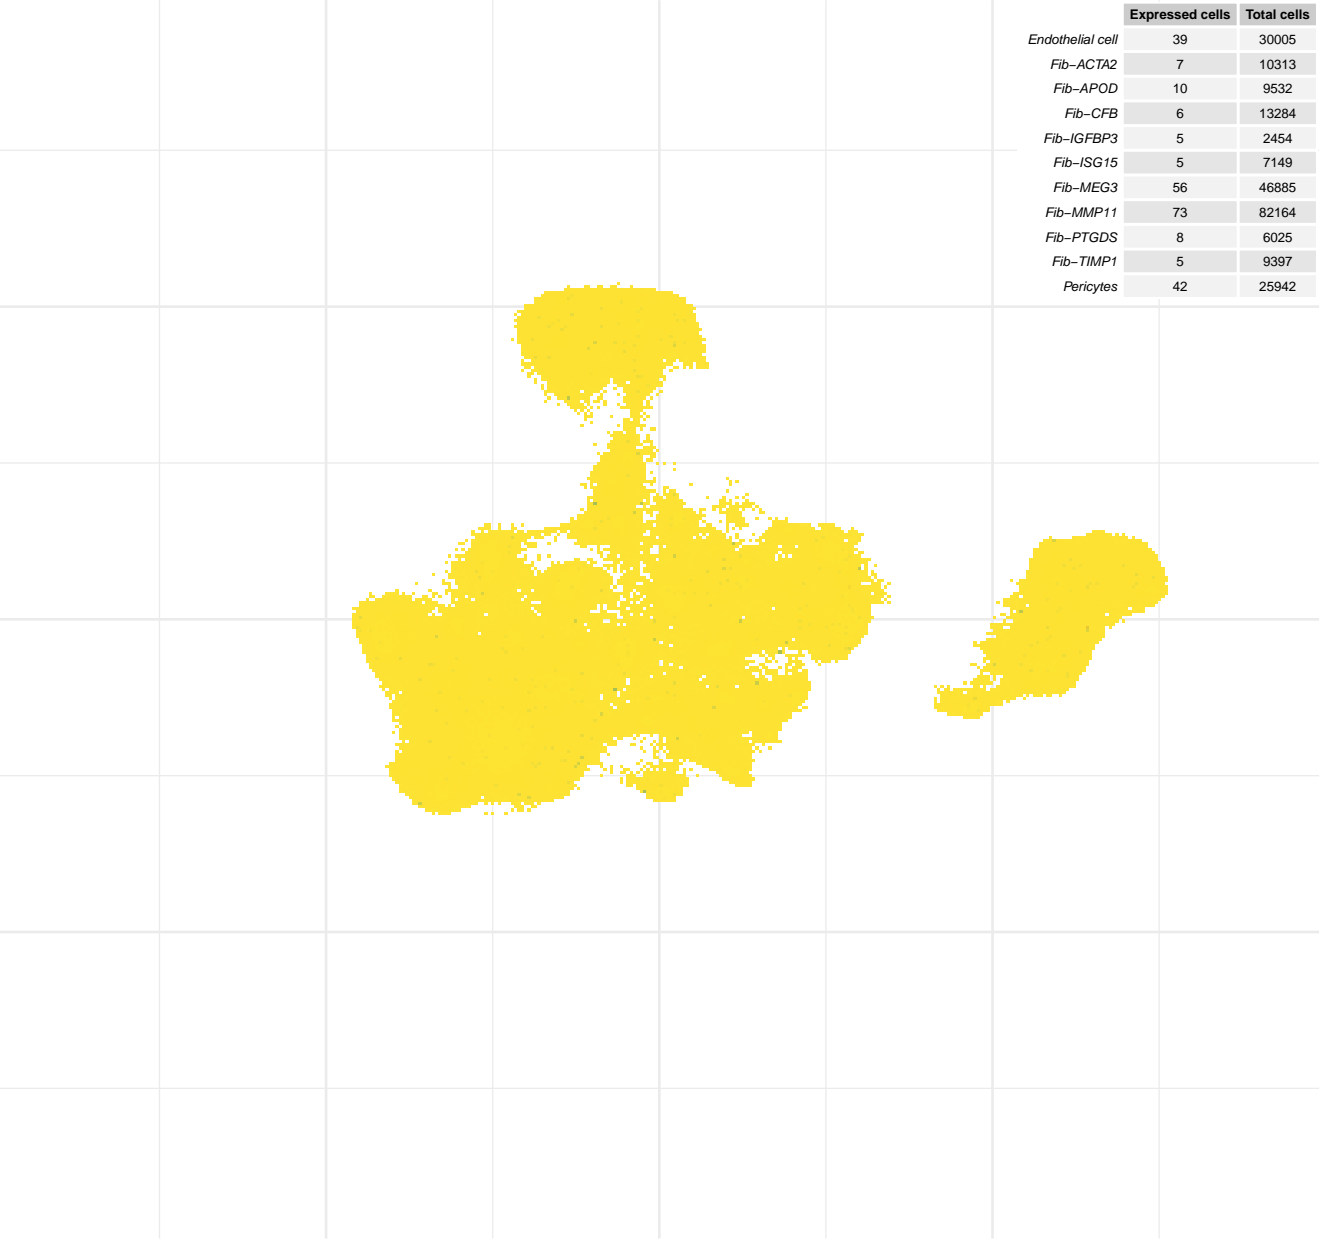 Expressed cells Total cells
Endothelial cell 39 30005
Fib−ACTA2 7 10313
Fib−APOD 10 9532
Fib−CFB 6 13284
Fib−IGFBP3 5 2454
Fib−ISG15 5 7149
Fib−MEG3 56 46885
Fib−MMP11 73 82164
Fib−PTGDS 8 6025
Fib−TIMP1 5 9397
Pericytes 42 25942